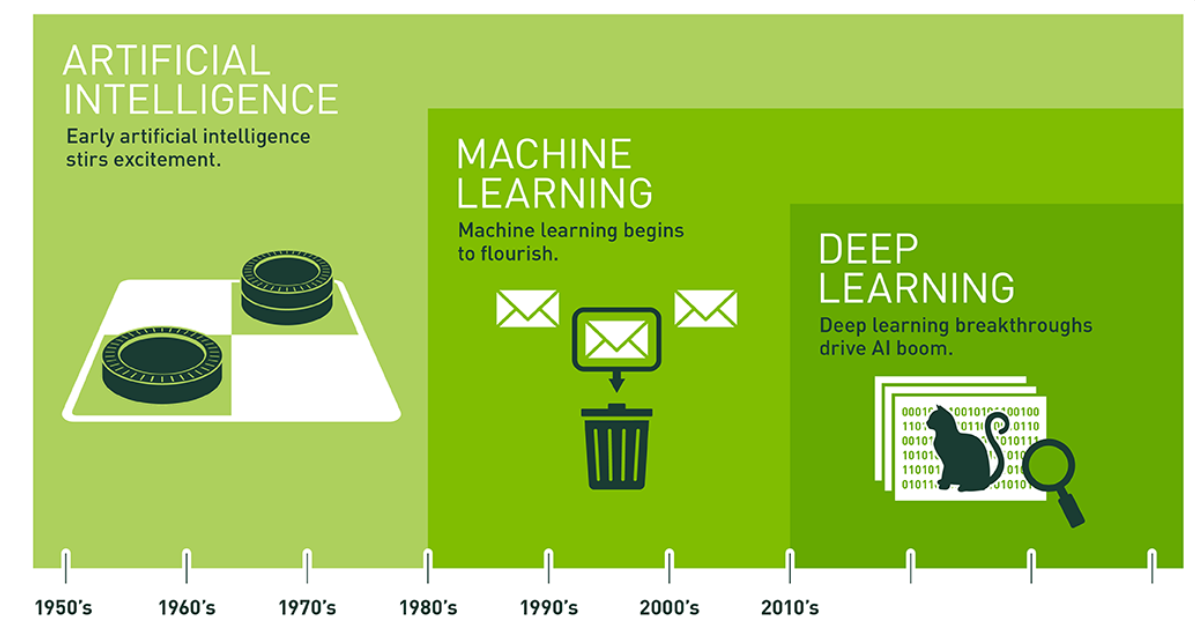 ARTIFICIAL
INTELLIGENCE
Early artificial intelligence
stirs excitement.
MACHINE
LEARNING
Machine learning begins
to flourish.
DEEP
LEARNING
Deep learning breakthroughs
drive AI boom.
1950's
1960's
1970's
1980's
1990's
2000's
2010's